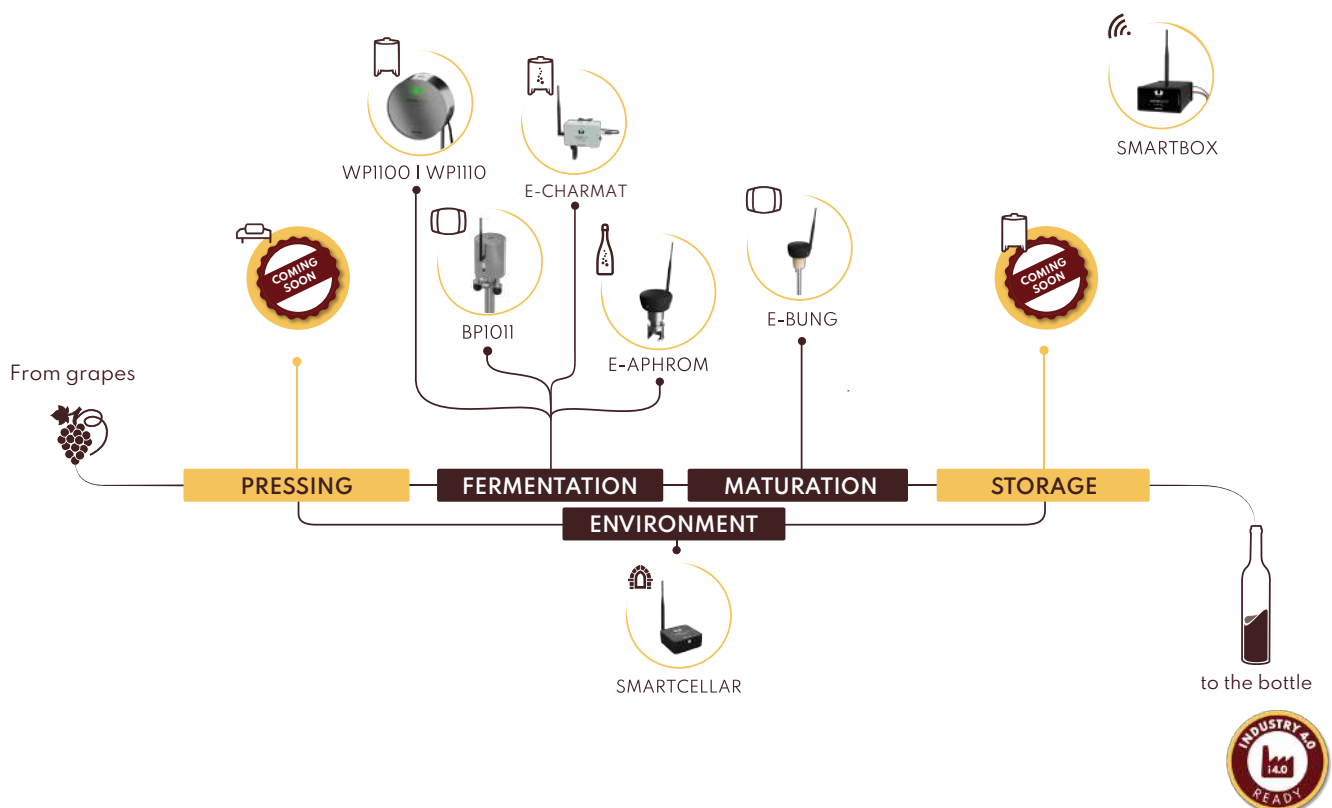 SMARTBOX
WP1100 | WP1110
E-CHARMAT
COMING
SOON
BP1011
E-APHROM
E-BUNG
COMING
SOON
From grapes
PRESSING
FERMENTATION
MATURATION
STORAGE
ENVIRONMENT
SMARTCELLAR
to the bottle
INDUSTRY 4.0
i4.0
READY